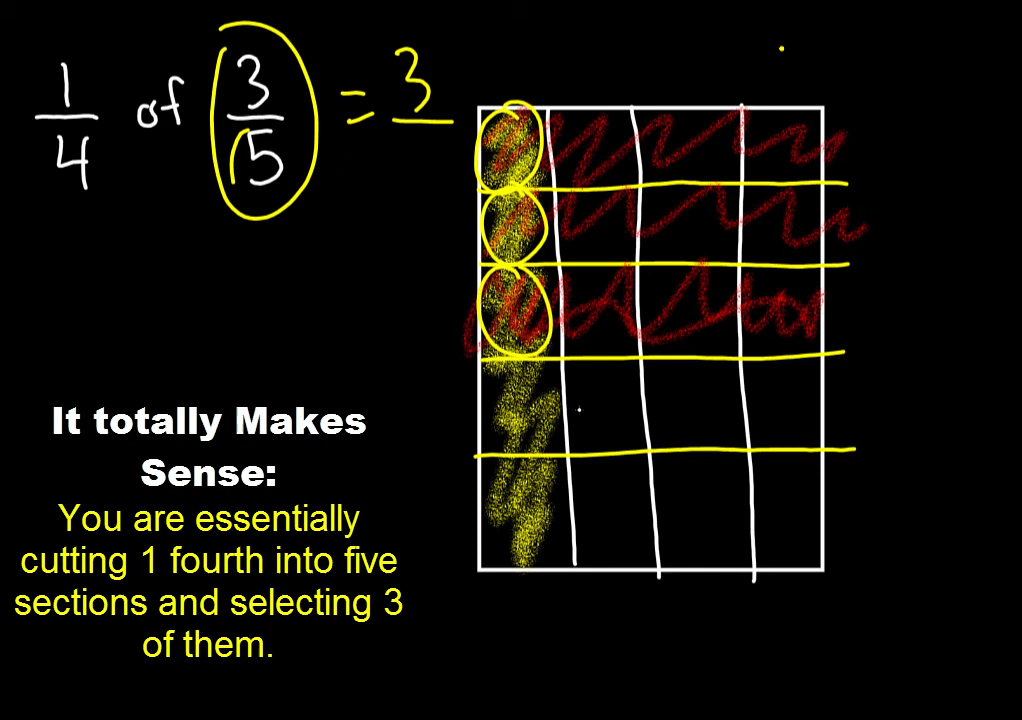 1/4 of 3/5 = 3
It totally Makes
Sense:
You are essentially
cutting 1 fourth into five
sections and selecting 3
of them.